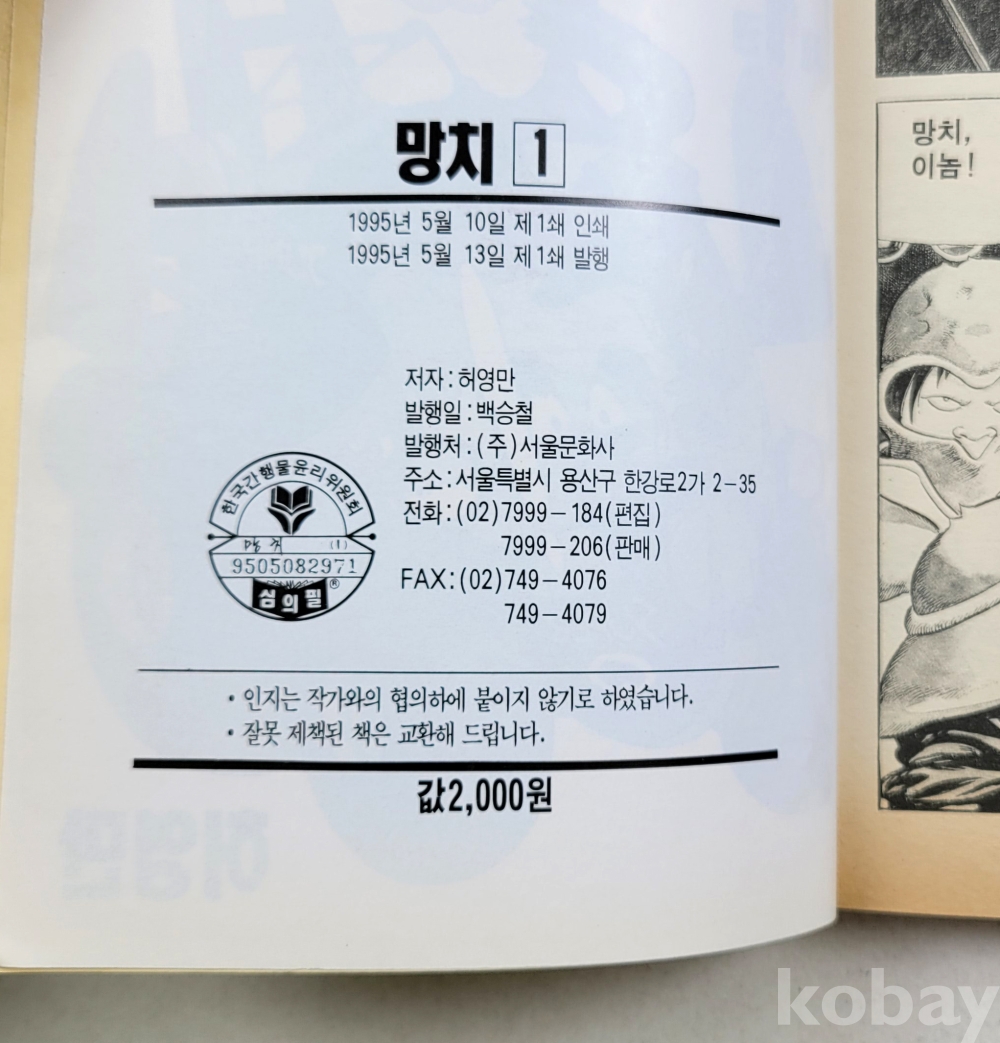 망치 1
1995년 5월 10일 제1쇄 인쇄
1995년 5월 13일 제1쇄 발행
저자:허영만
발행일:백승철
발행처:(주)서울문화사
주소:서울특별시 용산구 한강로2가 2-35
전화:(02)7999-184(편집)
7999-206(판매)
FAX:(02)749-4076
749-4079
한국간행물윤리위원회
망치 (1)
9505082971
심의필
®
• 인지는 작가와의 협의하에 붙이지 않기로 하였습니다.
• 잘못 제책된 책은 교환해 드립니다.
값2,000원
허영만
망치,
이놈!
kobay